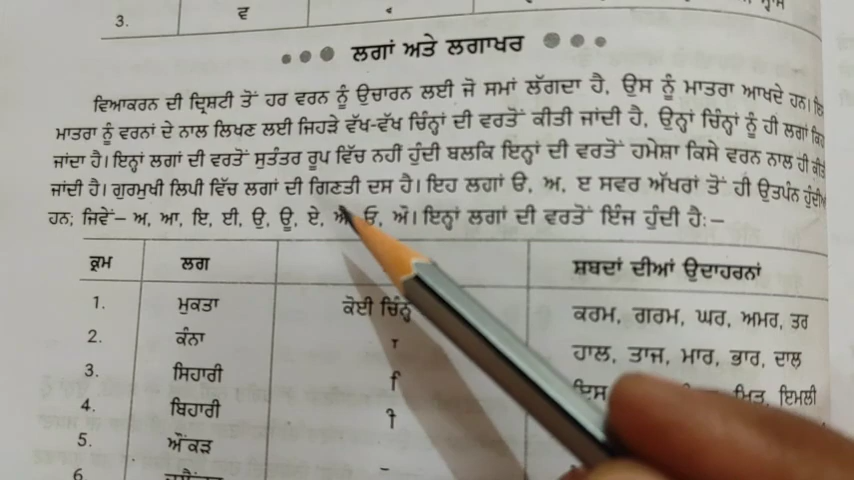 3. ਵ
ਲਗਾਂ ਅਤੇ ਲਗਾਖਰ
ਵਿਆਕਰਨ ਦੀ ਦ੍ਰਿਸ਼ਟੀ ਤੋਂ ਹਰ ਵਰਨ ਨੂੰ ਉਚਾਰਨ ਲਈ ਜੋ ਸਮਾਂ ਲੱਗਦਾ ਹੈ, ਉਸ ਨੂੰ ਮਾਤਰਾ ਆਖਦੇ ਹਨ।
ਮਾਤਰਾ ਨੂੰ ਵਰਨਾਂ ਦੇ ਨਾਲ ਲਿਖਣ ਲਈ ਜਿਹੜੇ ਵੱਖ-ਵੱਖ ਚਿੰਨ੍ਹਾਂ ਦੀ ਵਰਤੋਂ ਕੀਤੀ ਜਾਂਦੀ ਹੈ, ਉਨ੍ਹਾਂ ਚਿੰਨ੍ਹਾਂ ਨੂੰ ਹੀ ਲਗਾਂ
ਜਾਂਦਾ ਹੈ। ਇਨ੍ਹਾਂ ਲਗਾਂ ਦੀ ਵਰਤੋਂ ਸੁਤੰਤਰ ਰੂਪ ਵਿੱਚ ਨਹੀਂ ਹੁੰਦੀ ਬਲਕਿ ਇਨ੍ਹਾਂ ਦੀ ਵਰਤੋਂ ਹਮੇਸ਼ਾ ਕਿਸੇ ਵਰਨ ਨਾਲ ਹੀ
ਜਾਂਦੀ ਹੈ। ਗੁਰਮੁਖੀ ਲਿਪੀ ਵਿੱਚ ਲਗਾਂ ਦੀ ਗਿਣਤੀ ਦਸ ਹੈ। ਇਹ ਲਗਾਂ ੳ, ਅ, ੲ ਸਵਰ ਅੱਖਰਾਂ ਤੋਂ ਹੀ ਉਤਪੰਨ ਹੁੰਦੀਆਂ
ਹਨ; ਜਿਵੇਂ– ਅ, ਆ, ਇ, ਈ, ਉ, ਊ, ਏ, ਐ, ਓ, ਔ। ਇਨ੍ਹਾਂ ਲਗਾਂ ਦੀ ਵਰਤੋਂ ਇੰਜ ਹੁੰਦੀ ਹੈ:–
ਕ੍ਰਮ ਲਗ ਸ਼ਬਦਾਂ ਦੀਆਂ ਉਦਾਹਰਨਾਂ
1. ਮੁਕਤਾ ਕੋਈ ਚਿੰਨ੍ਹ ਕਰਮ, ਗਰਮ, ਘਰ, ਅਮਰ, ਤਰ
2. ਕੰਨਾ ਾ ਹਾਲ, ਤਾਜ, ਮਾਰ, ਭਾਰ, ਦਾਲ
3. ਸਿਹਾਰੀ ਿ ਇਸ ਮਿਤ, ਇਮਲੀ
4. ਬਿਹਾਰੀ ੀ
5. ਔਂਕੜ ੁ
6.